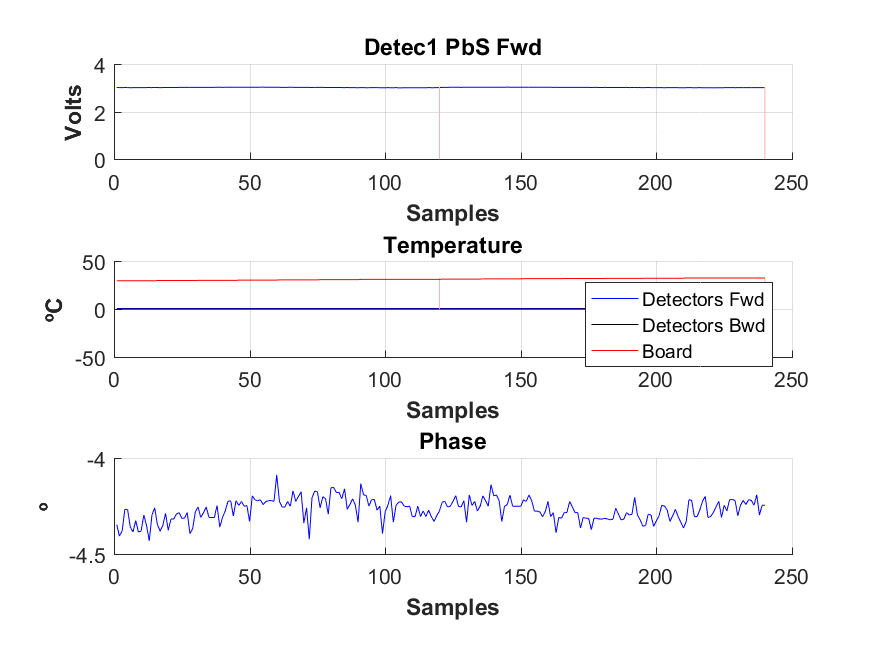 Detec1 PbS Fwd
4
2
0
Volts
0 50 100 150 200 250
Samples
Temperature
50
0
-50
ºC
Detectors Fwd
Detectors Bwd
Board
0 50 100 150 200 250
Samples
Phase
-4
-4.5
º
0 50 100 150 200 250
Samples